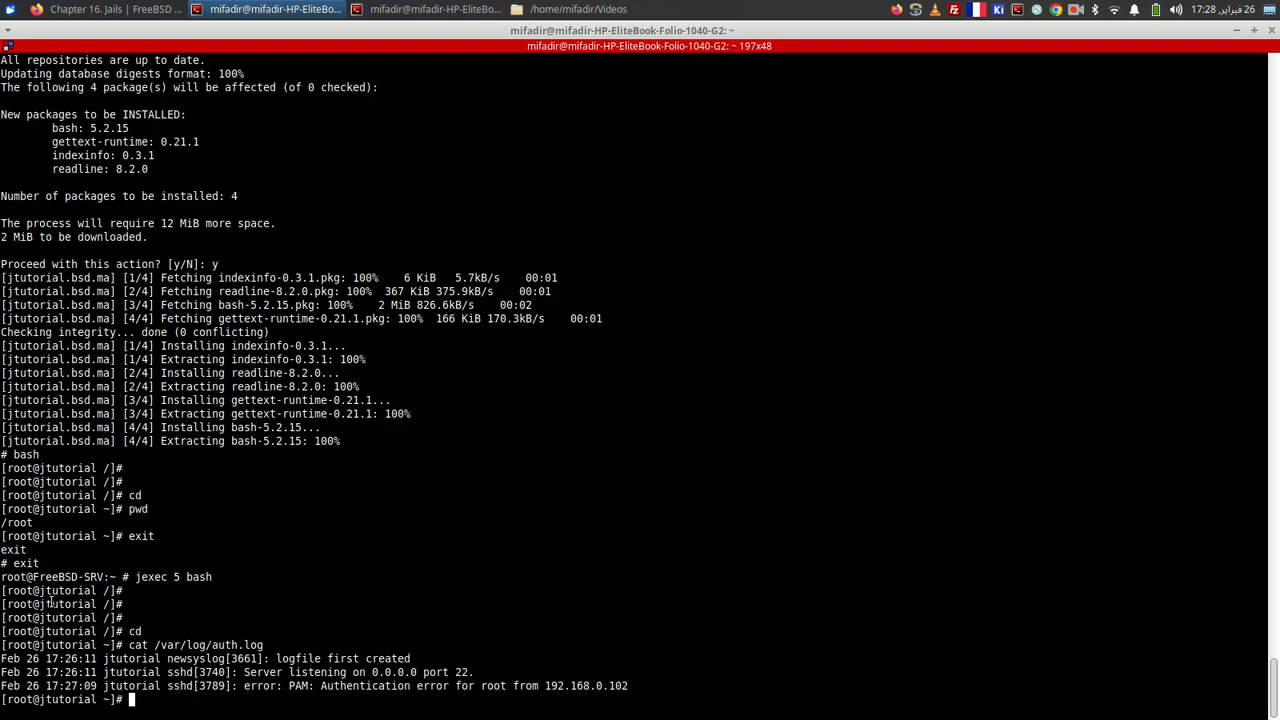 Chapter 16. Jails | FreeBSD ...
mifadir@mifadir-HP-EliteBo...
mifadir@mifadir-HP-EliteBo...
/home/mifadir/Videos
Fz
Ki
17:28 ,26 فبراير
mifadir@mifadir-HP-EliteBook-Folio-1040-G2: ~
mifadir@mifadir-HP-EliteBook-Folio-1040-G2: ~ 197x48
All repositories are up to date.
Updating database digests format: 100%
The following 4 package(s) will be affected (of 0 checked):
New packages to be INSTALLED:
bash: 5.2.15
gettext-runtime: 0.21.1
indexinfo: 0.3.1
readline: 8.2.0
Number of packages to be installed: 4
The process will require 12 MiB more space.
2 MiB to be downloaded.
Proceed with this action? [y/N]: y
[jtutorial.bsd.ma] [1/4] Fetching indexinfo-0.3.1.pkg: 100%    6 KiB   5.7kB/s    00:01
[jtutorial.bsd.ma] [2/4] Fetching readline-8.2.0.pkg: 100%  367 KiB 375.9kB/s    00:01
[jtutorial.bsd.ma] [3/4] Fetching bash-5.2.15.pkg: 100%    2 MiB 826.6kB/s    00:02
[jtutorial.bsd.ma] [4/4] Fetching gettext-runtime-0.21.1.pkg: 100%  166 KiB 170.3kB/s    00:01
Checking integrity... done (0 conflicting)
[jtutorial.bsd.ma] [1/4] Installing indexinfo-0.3.1...
[jtutorial.bsd.ma] [1/4] Extracting indexinfo-0.3.1: 100%
[jtutorial.bsd.ma] [2/4] Installing readline-8.2.0...
[jtutorial.bsd.ma] [2/4] Extracting readline-8.2.0: 100%
[jtutorial.bsd.ma] [3/4] Installing gettext-runtime-0.21.1...
[jtutorial.bsd.ma] [3/4] Extracting gettext-runtime-0.21.1: 100%
[jtutorial.bsd.ma] [4/4] Installing bash-5.2.15...
[jtutorial.bsd.ma] [4/4] Extracting bash-5.2.15: 100%
# bash
[root@jtutorial /]#
[root@jtutorial /]#
[root@jtutorial /]# cd
[root@jtutorial ~]# pwd
/root
[root@jtutorial ~]# exit
exit
# exit
root@FreeBSD-SRV:~ # jexec 5 bash
[root@jtutorial /]#
[root@jtutorial /]#
[root@jtutorial /]#
[root@jtutorial /]# cd
[root@jtutorial ~]# cat /var/log/auth.log
Feb 26 17:26:11 jtutorial newsyslog[3661]: logfile first created
Feb 26 17:26:11 jtutorial sshd[3740]: Server listening on 0.0.0.0 port 22.
Feb 26 17:27:09 jtutorial sshd[3789]: error: PAM: Authentication error for root from 192.168.0.102
[root@jtutorial ~]#